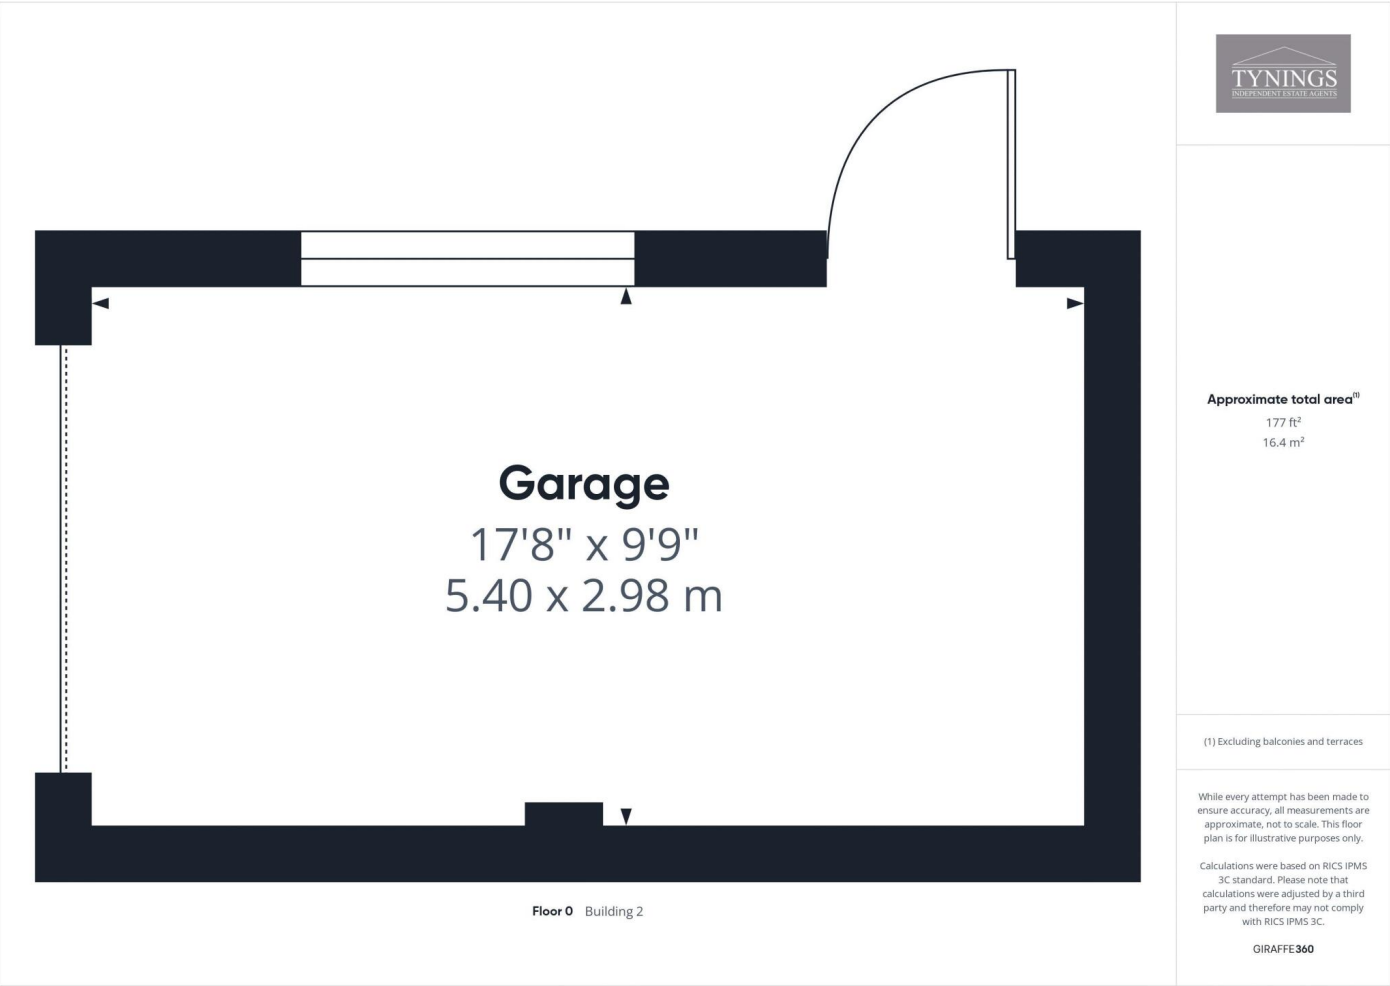 TYNINGS
INDEPENDENT ESTATE AGENTS
Garage
17'8" x 9'9"
5.40 x 2.98 m
Floor 0 Building 2
Approximate total area(1)
177 ft²
16.4 m²
(1) Excluding balconies and terraces
While every attempt has been made to
ensure accuracy, all measurements are
approximate, not to scale. This floor
plan is for illustrative purposes only.
Calculations were based on RICS IPMS
3C standard. Please note that
calculations were adjusted by a third
party and therefore may not comply
with RICS IPMS 3C.
GIRAFFE360